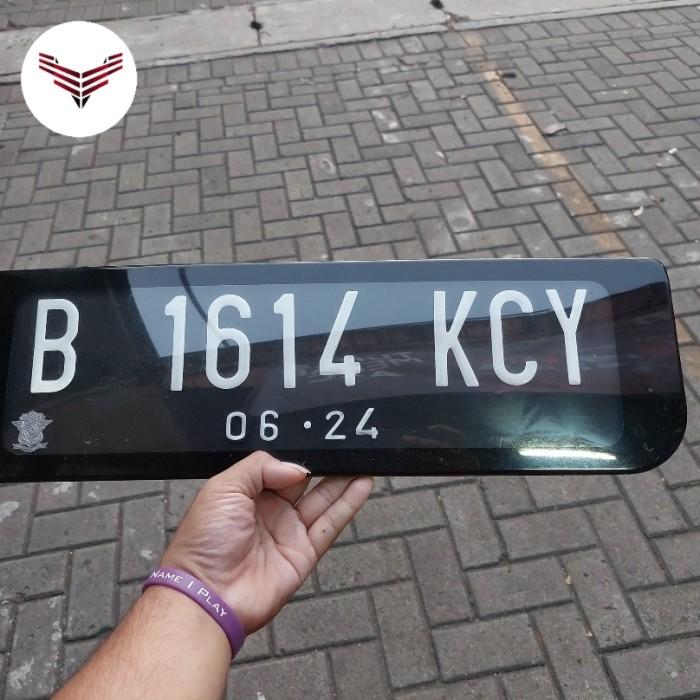 B 1614 KCY
06 · 24
NAME I PLAY